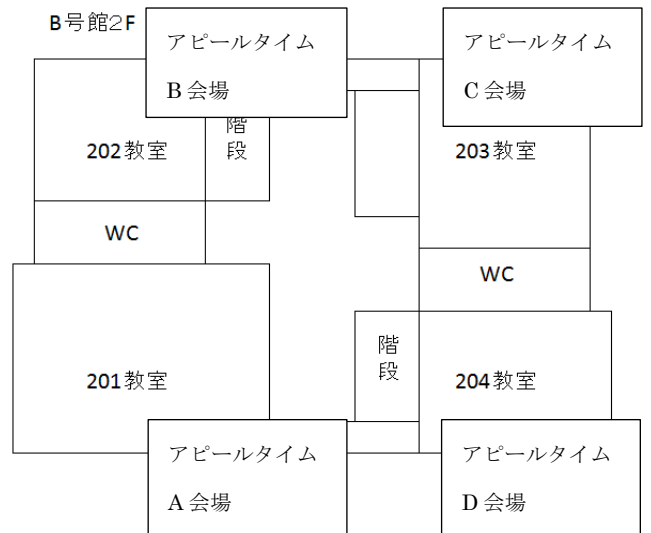 B号館2F
アピールタイム
B会場
アピールタイム
C会場
階
段
202教室
203教室
WC
WC
階
段
201教室
204教室
アピールタイム
A会場
アピールタイム
D会場